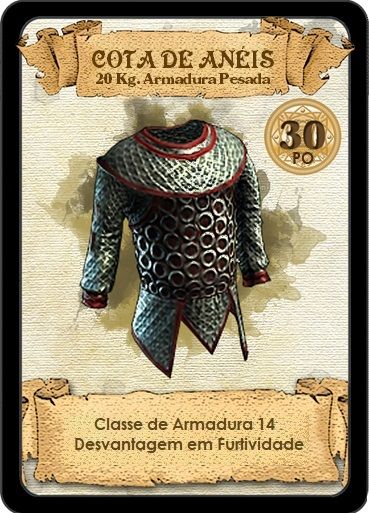 COTA DE ANÉIS
20 Kg. Armadura Pesada
30
PO
Classe de Armadura 14
Desvantagem em Furtividade